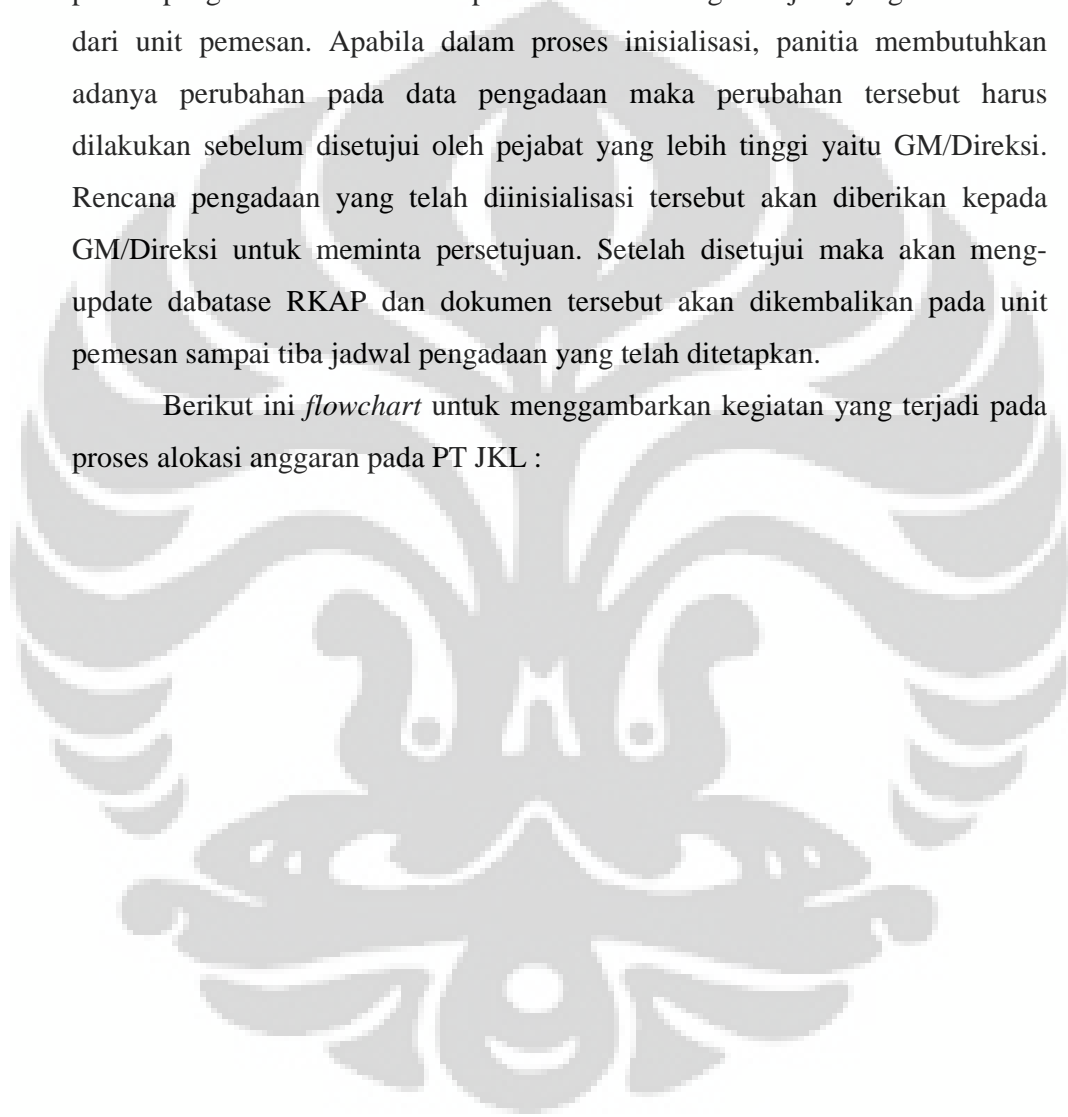 dari unit pemesan. Apabila dalam proses inisialisasi, panitia membutuhkan
adanya perubahan pada data pengadaan maka perubahan tersebut harus
dilakukan sebelum disetujui oleh pejabat yang lebih tinggi yaitu GM/Direksi.
Rencana pengadaan yang telah diinisialisasi tersebut akan diberikan kepada
GM/Direksi untuk meminta persetujuan. Setelah disetujui maka akan meng-
update dabatase RKAP dan dokumen tersebut akan dikembalikan pada unit
pemesan sampai tiba jadwal pengadaan yang telah ditetapkan.
Berikut ini flowchart untuk menggambarkan kegiatan yang terjadi pada
proses alokasi anggaran pada PT JKL :